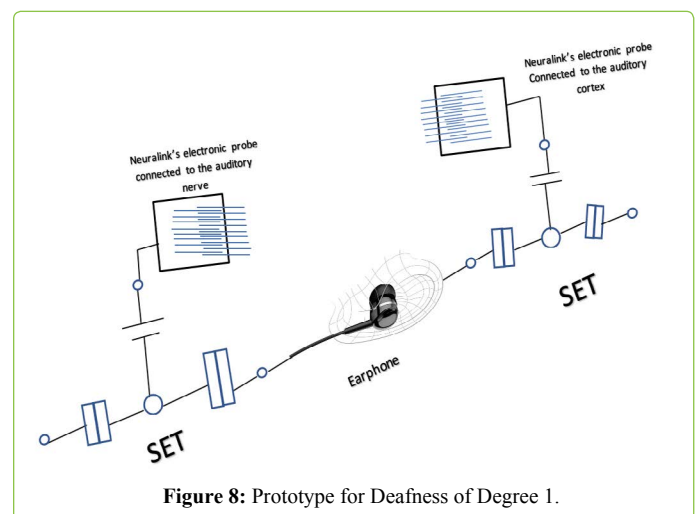 Neuralink's electronic probe
Connected to the auditory
cortex
Neuralink's electronic probe
connected to the auditory
nerve
SET
Earphone
SET
Figure 8: Prototype for Deafness of Degree 1.